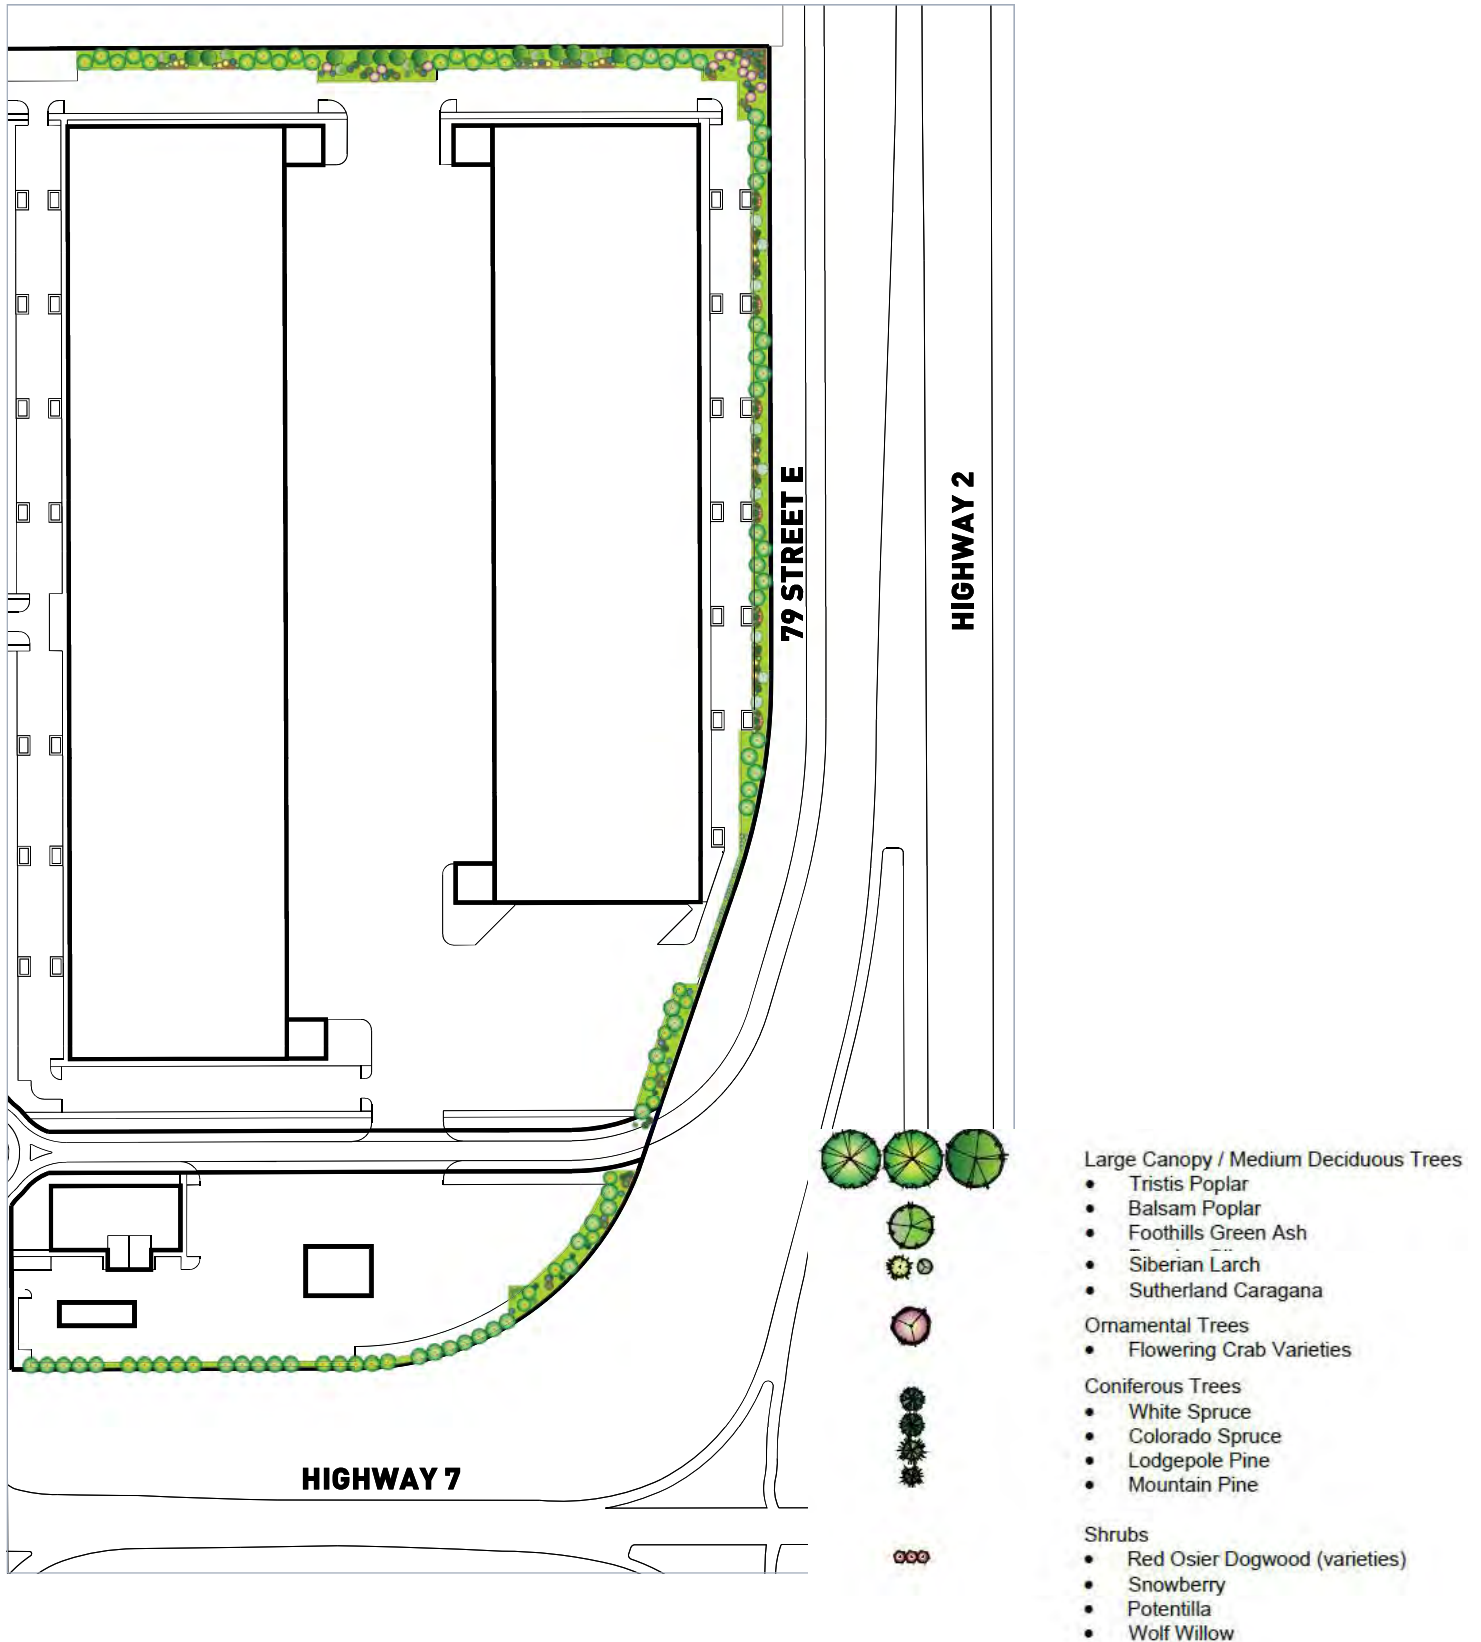 79 STREET E
HIGHWAY 2
HIGHWAY 7
Large Canopy / Medium Deciduous Trees
• Tristis Poplar
• Balsam Poplar
• Foothills Green Ash
• Siberian Larch
• Sutherland Caragana
Ornamental Trees
• Flowering Crab Varieties
Coniferous Trees
• White Spruce
• Colorado Spruce
• Lodgepole Pine
• Mountain Pine
Shrubs
• Red Osier Dogwood (varieties)
• Snowberry
• Potentilla
• Wolf Willow